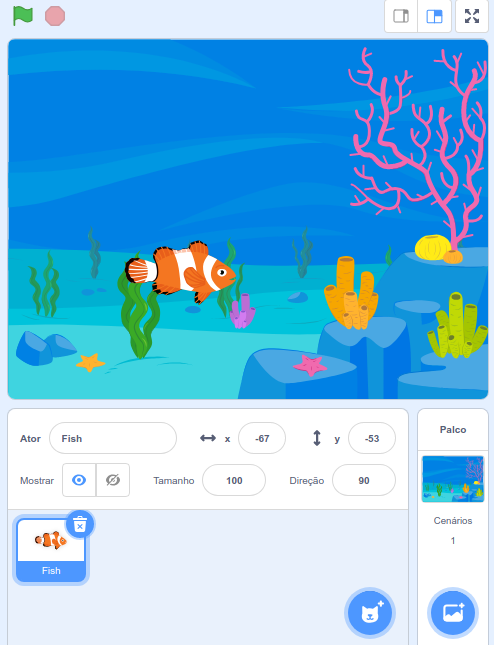 Ator Fish x -67 y -53
Mostrar Tamanho 100 Direção 90
Fish
Palco
Cenários
1